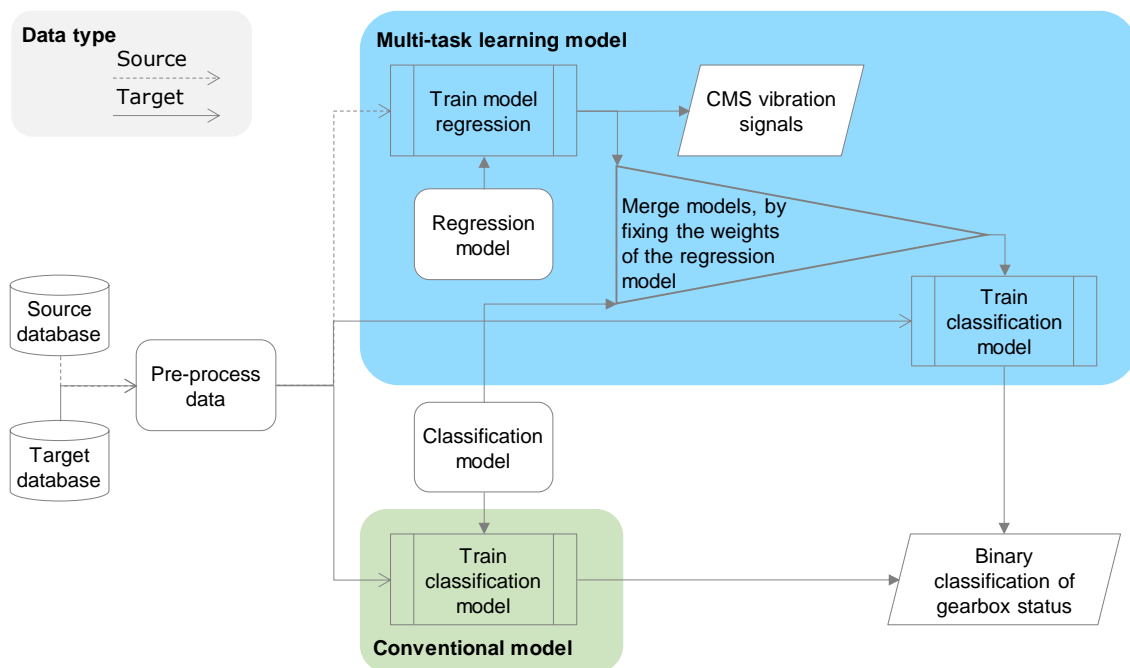 Data type
Source
Target
Multi-task learning model
Train model
regression
CMS vibration
signals
Regression
model
Merge models, by
fixing the weights
of the regression
model
Source
database
Target
database
Pre-process
data
Train
classification
model
Classification
model
Train
classification
model
Conventional model
Binary
classification of
gearbox status